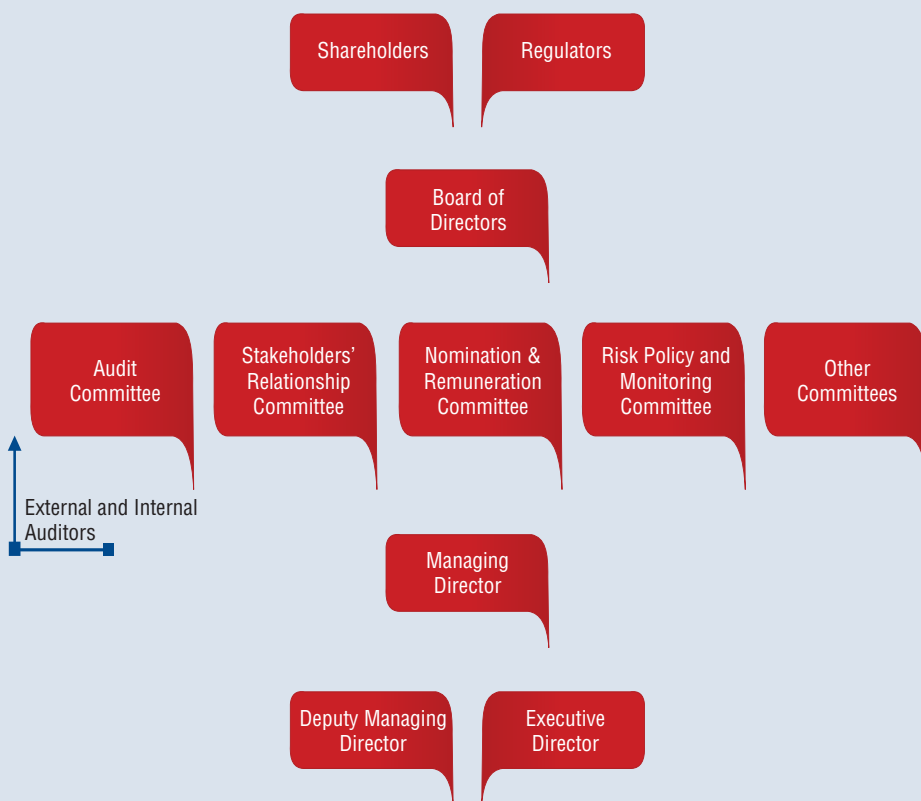 Shareholders
Regulators
Board of
Directors
Audit
Committee
Stakeholders’
Relationship
Committee
Nomination &
Remuneration
Committee
Risk Policy and
Monitoring
Committee
Other
Committees
External and Internal
Auditors
Managing
Director
Deputy Managing
Director
Executive
Director